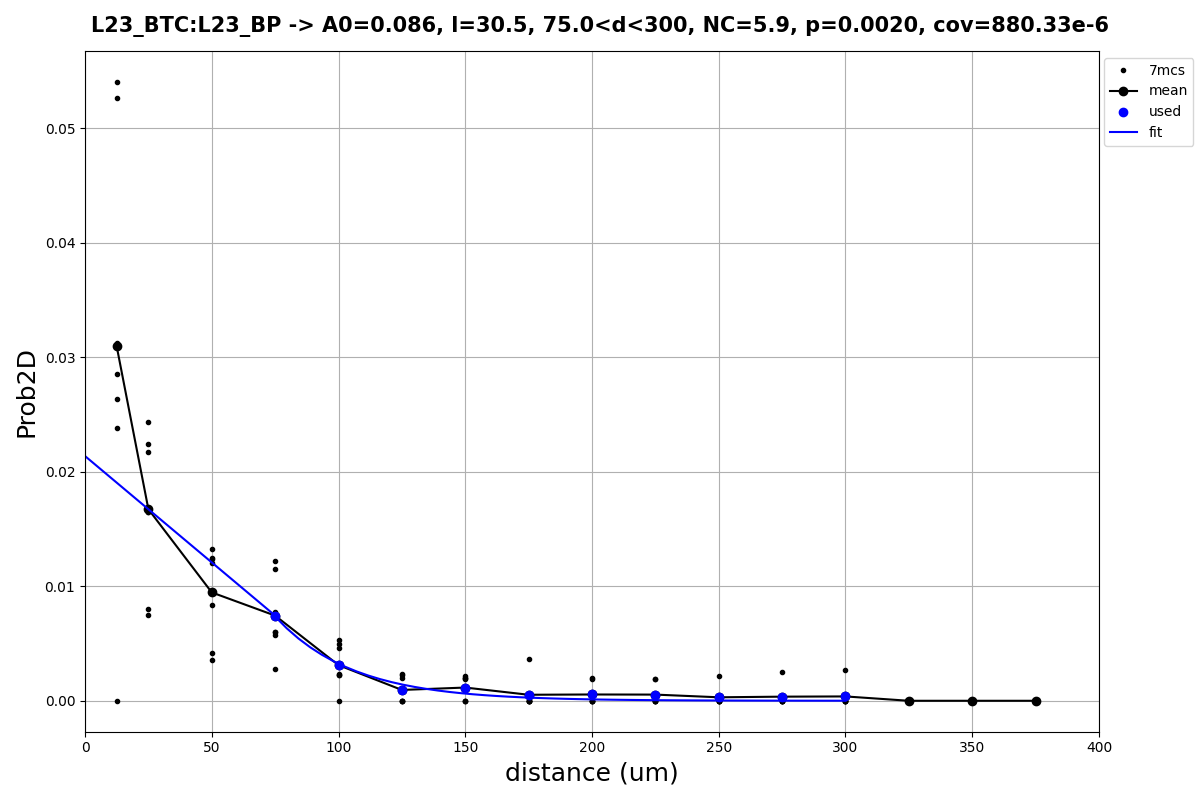 L23_BTC:L23_BP -> A0=0.086, l=30.5, 75.0<d<300, NC=5.9, p=0.0020, cov=880.33e-6
7mcs
mean
used
fit
0.05
0.04
0.03
0.02
0.01
0.00
Prob2D
0 50 100 150 200 250 300 350 400
distance (um)